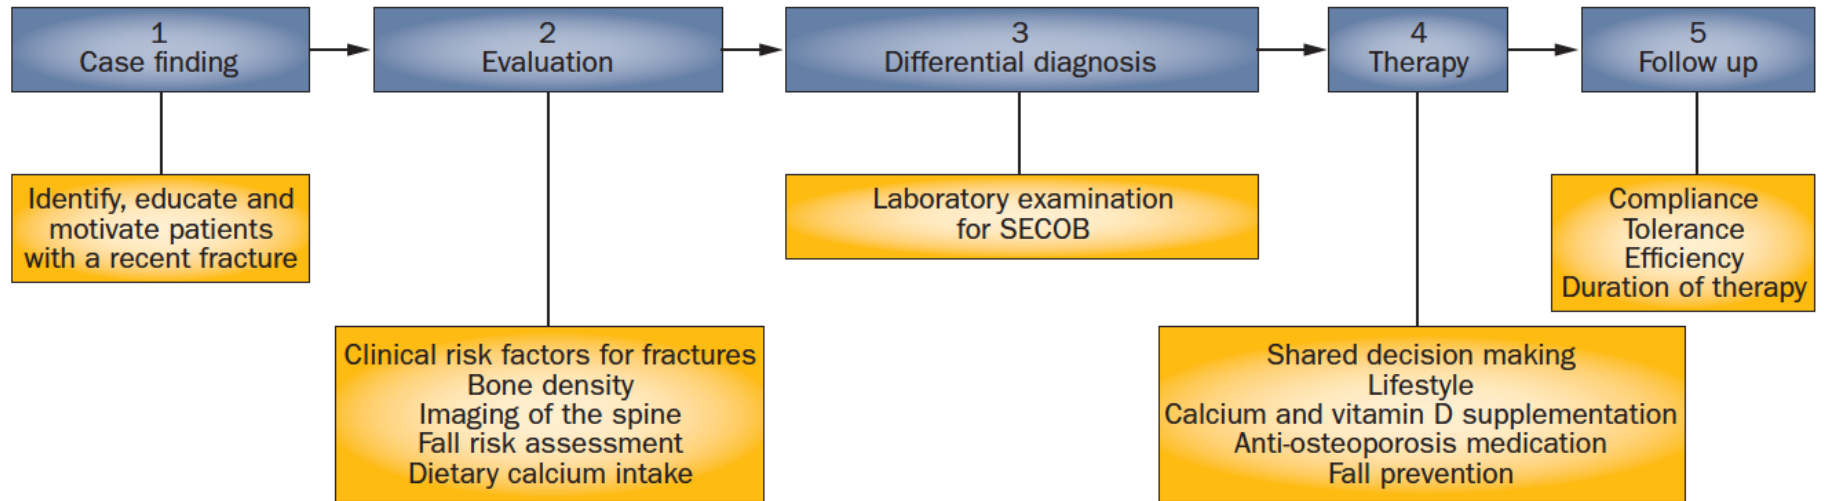 1
Case finding
2
Evaluation
3
Differential diagnosis
4
Therapy
5
Follow up
Identify, educate and
motivate patients
with a recent fracture
Clinical risk factors for fractures
Bone density
Imaging of the spine
Fall risk assessment
Dietary calcium intake
Laboratory examination
for SECOB
Shared decision making
Lifestyle
Calcium and vitamin D supplementation
Anti-osteoporosis medication
Fall prevention
Compliance
Tolerance
Efficiency
Duration of therapy